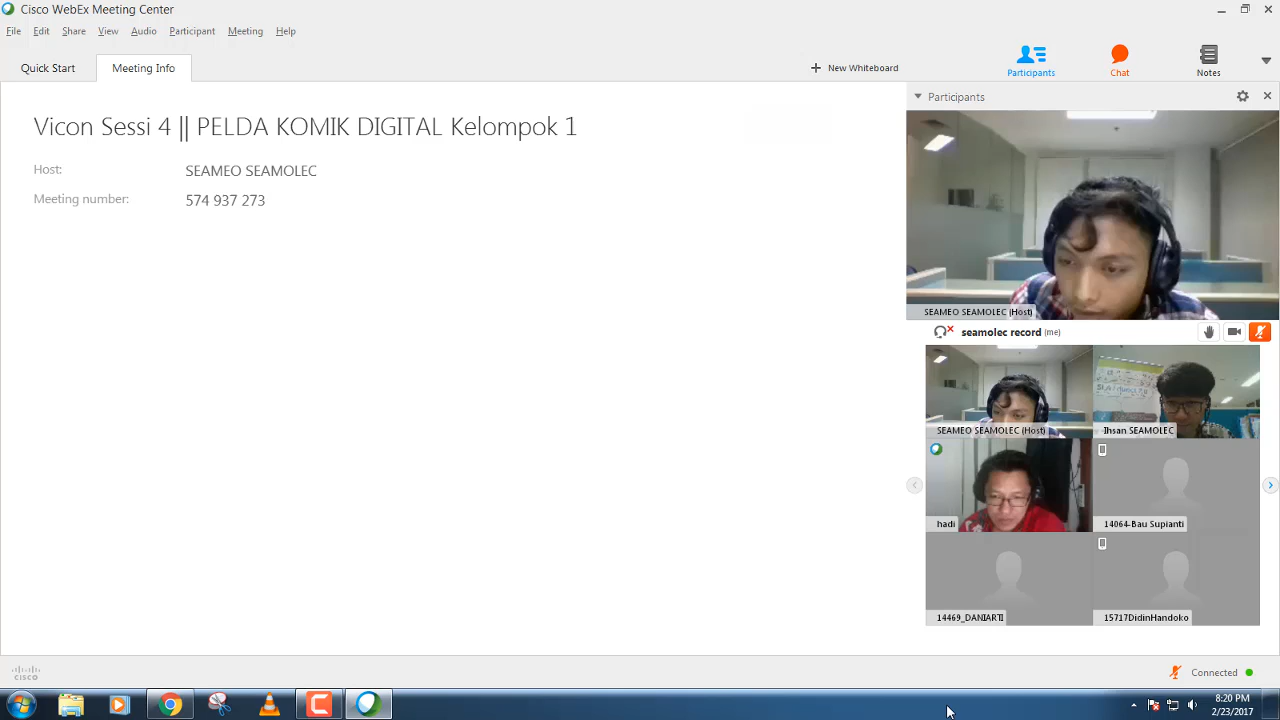 Cisco WebEx Meeting Center
File Edit Share View Audio Participant Meeting Help
Quick Start Meeting Info
New Whiteboard
Participants Chat Notes
Participants
Vicon Sessi 4 || PELDA KOMIK DIGITAL Kelompok 1
Host: SEAMEO SEAMOLEC
Meeting number: 574 937 273
SEAMEO SEAMOLEC (Host)
seamolec record (me)
SEAMEO SEAMOLEC (Host) Ihsan SEAMOLEC
hadi 14064-Bau Supianti
14469_DANIARTI 15717DidinHandoko
cisco Connected
8:20 PM
2/23/2017